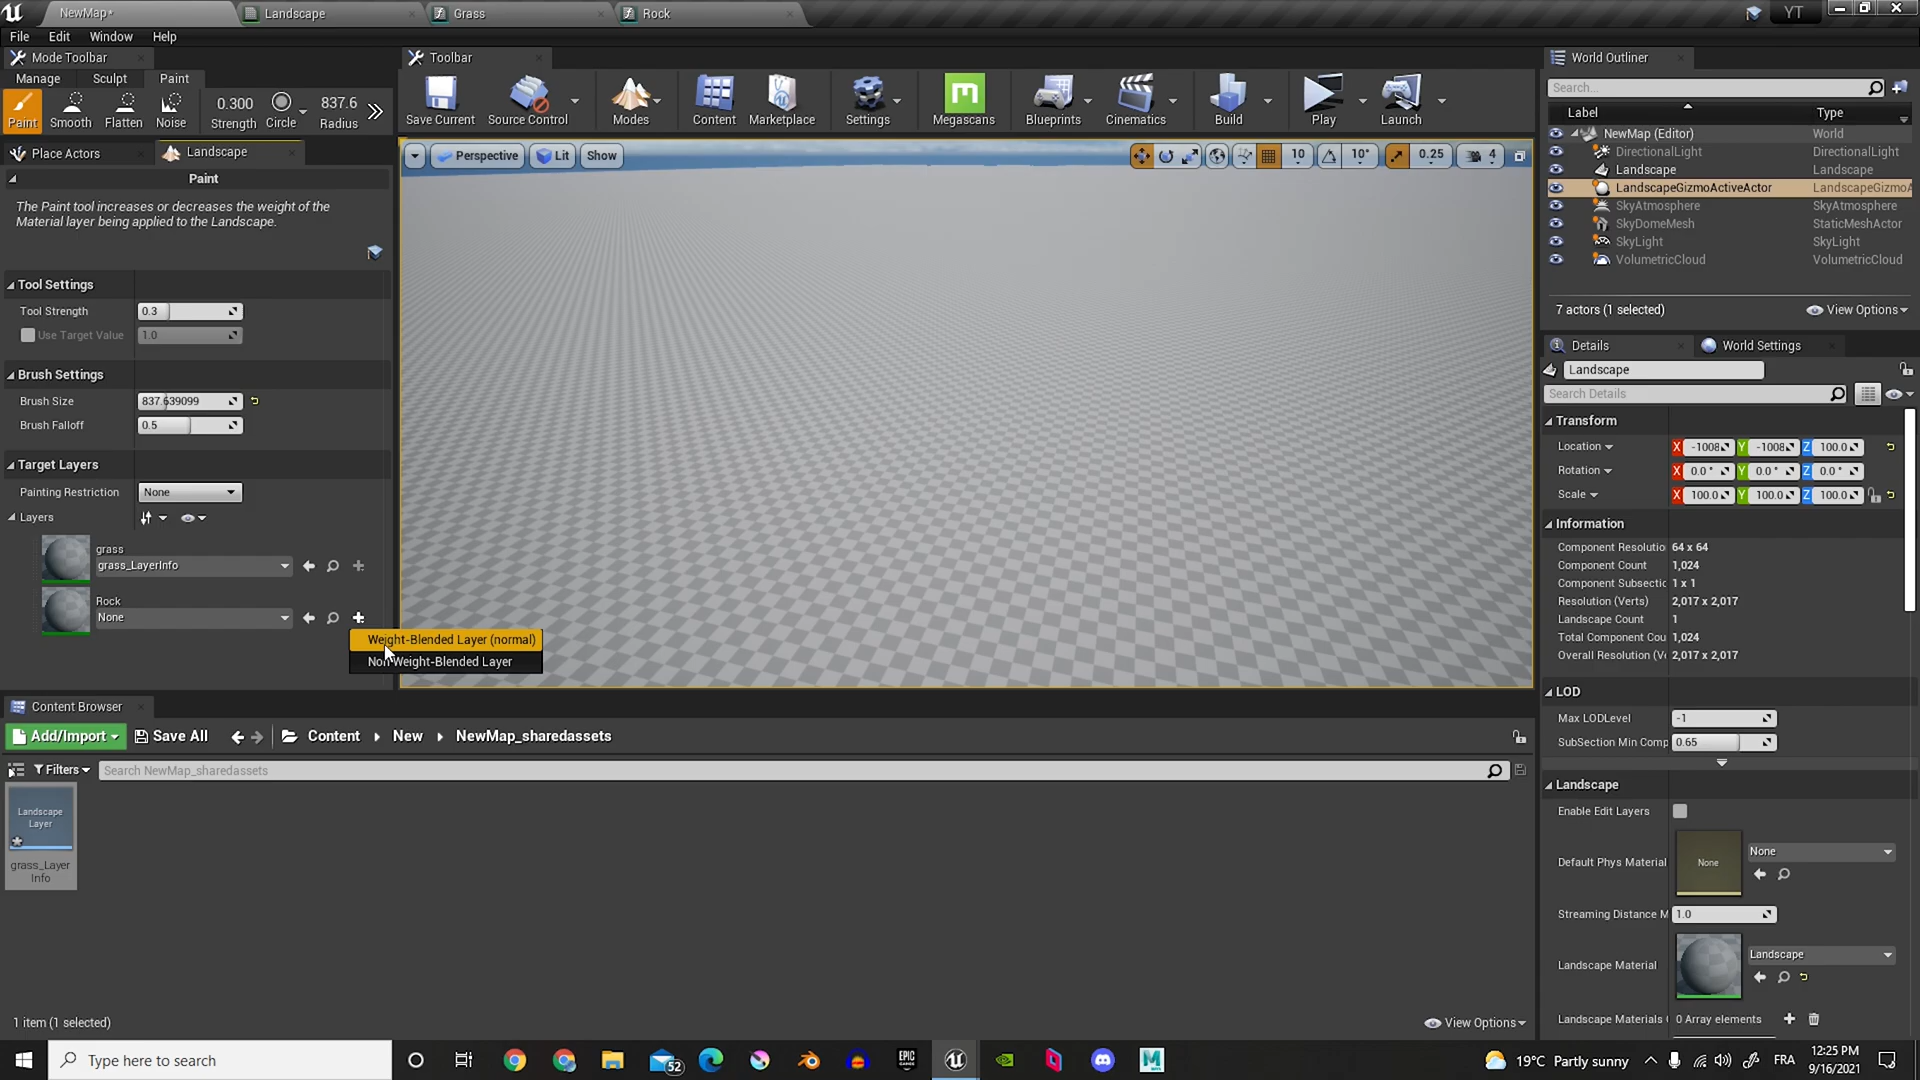 NewMap*
Landscape
Grass
Rock
YT
File Edit Window Help
Mode Toolbar
Manage Sculpt Paint
Paint Smooth Flatten Noise
0.300 Strength
Circle
837.6 Radius
Toolbar
Save Current Source Control Modes Content Marketplace Settings Megascans Blueprints Cinematics Build Play Launch
Place Actors
Landscape
Paint
The Paint tool increases or decreases the weight of the
Material layer being applied to the Landscape.
Tool Settings
Tool Strength 0.3
Use Target Value 1.0
Brush Settings
Brush Size 837.639099
Brush Falloff 0.5
Target Layers
Painting Restriction None
Layers
grass
grass_LayerInfo
Rock
None
Weight-Blended Layer (normal)
Non Weight-Blended Layer
Perspective Lit Show
10 10° 0.25 4
World Outliner
Search...
Label Type
NewMap (Editor) World
DirectionalLight DirectionalLight
Landscape Landscape
LandscapeGizmoActiveActor LandscapeGizmoA
SkyAtmosphere SkyAtmosphere
SkyDomeMesh StaticMeshActor
SkyLight SkyLight
VolumetricCloud VolumetricCloud
7 actors (1 selected) View Options
Details World Settings
Landscape
Search Details
Transform
Location X -1008 Y -1008 Z 100.0
Rotation X 0.0 ° Y 0.0 ° Z 0.0 °
Scale X 100.0 Y 100.0 Z 100.0
Information
Component Resolutio 64 x 64
Component Count 1,024
Component Subsectic 1 x 1
Resolution (Verts) 2,017 x 2,017
Landscape Count 1
Total Component Cou 1,024
Overall Resolution (Ve 2,017 x 2,017
LOD
Max LODLevel -1
SubSection Min Comp 0.65
Landscape
Enable Edit Layers
Default Phys Material None None
Streaming Distance M 1.0
Landscape Material Landscape
Landscape Materials 0 Array elements
Content Browser
Add/Import Save All Content New NewMap_sharedassets
Filters Search NewMap_sharedassets
Landscape
Layer
grass_Layer
Info
1 item (1 selected) View Options
Type here to search
52
EPIC GAMES
M
19°C Partly sunny FRA
12:25 PM
9/16/2021